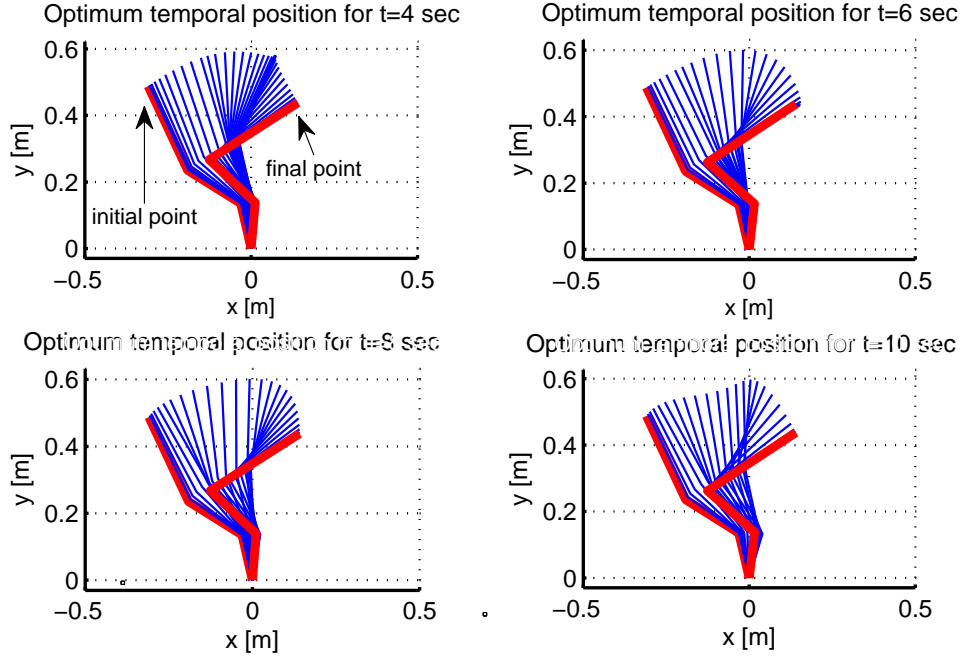 Optimum temporal position for t=4 sec
0.6
0.4
0.2
0
y [m]
initial point
final point
−0.5
0
0.5
x [m]
Optimum temporal position for t=6 sec
0.6
0.4
0.2
0
y [m]
−0.5
0
0.5
x [m]
Optimum temporal position for t=8 sec
0.6
0.4
0.2
0
y [m]
−0.5
0
0.5
x [m]
Optimum temporal position for t=10 sec
0.6
0.4
0.2
0
y [m]
−0.5
0
0.5
x [m]